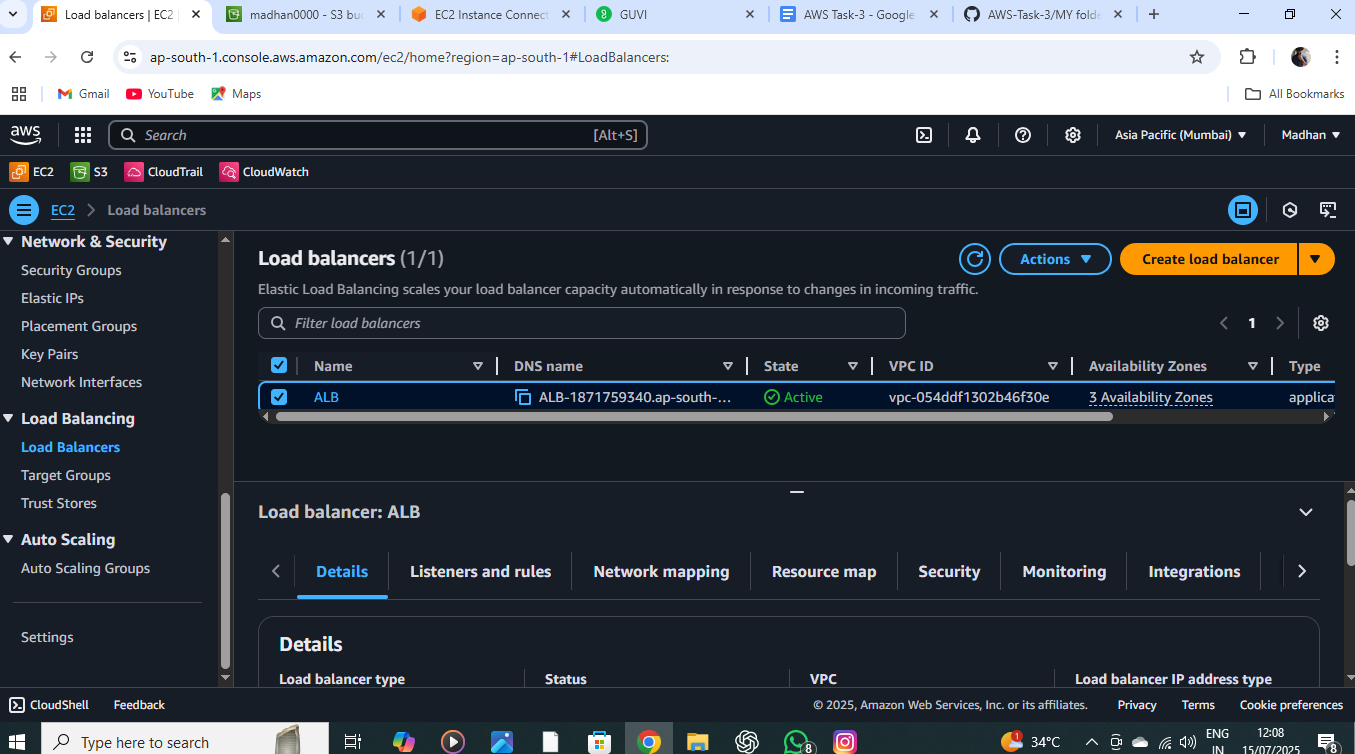 Load balancers | EC2
madhan0000 - S3 buc
EC2 Instance Connect
GUVI
AWS Task-3 - Google
AWS-Task-3/MY folde
ap-south-1.console.aws.amazon.com/ec2/home?region=ap-south-1#LoadBalancers:
Gmail
YouTube
Maps
All Bookmarks
aws
Search
[Alt+S]
Asia Pacific (Mumbai)
Madhan
EC2
S3
CloudTrail
CloudWatch
EC2
Load balancers
Network & Security
Security Groups
Elastic IPs
Placement Groups
Key Pairs
Network Interfaces
Load Balancing
Load Balancers
Target Groups
Trust Stores
Auto Scaling
Auto Scaling Groups
Settings
Load balancers (1/1)
Actions
Create load balancer
Elastic Load Balancing scales your load balancer capacity automatically in response to changes in incoming traffic.
Filter load balancers
1
Name DNS name State VPC ID Availability Zones Type
ALB ALB-1871759340.ap-south-... Active vpc-054ddf1302b46f30e 3 Availability Zones applica
Load balancer: ALB
Details Listeners and rules Network mapping Resource map Security Monitoring Integrations
Details
Load balancer type Status VPC Load balancer IP address type
CloudShell
Feedback
© 2025, Amazon Web Services, Inc. or its affiliates.
Privacy
Terms
Cookie preferences
Type here to search
8
1
34°C
ENG
IN
12:08
15/07/2025
8